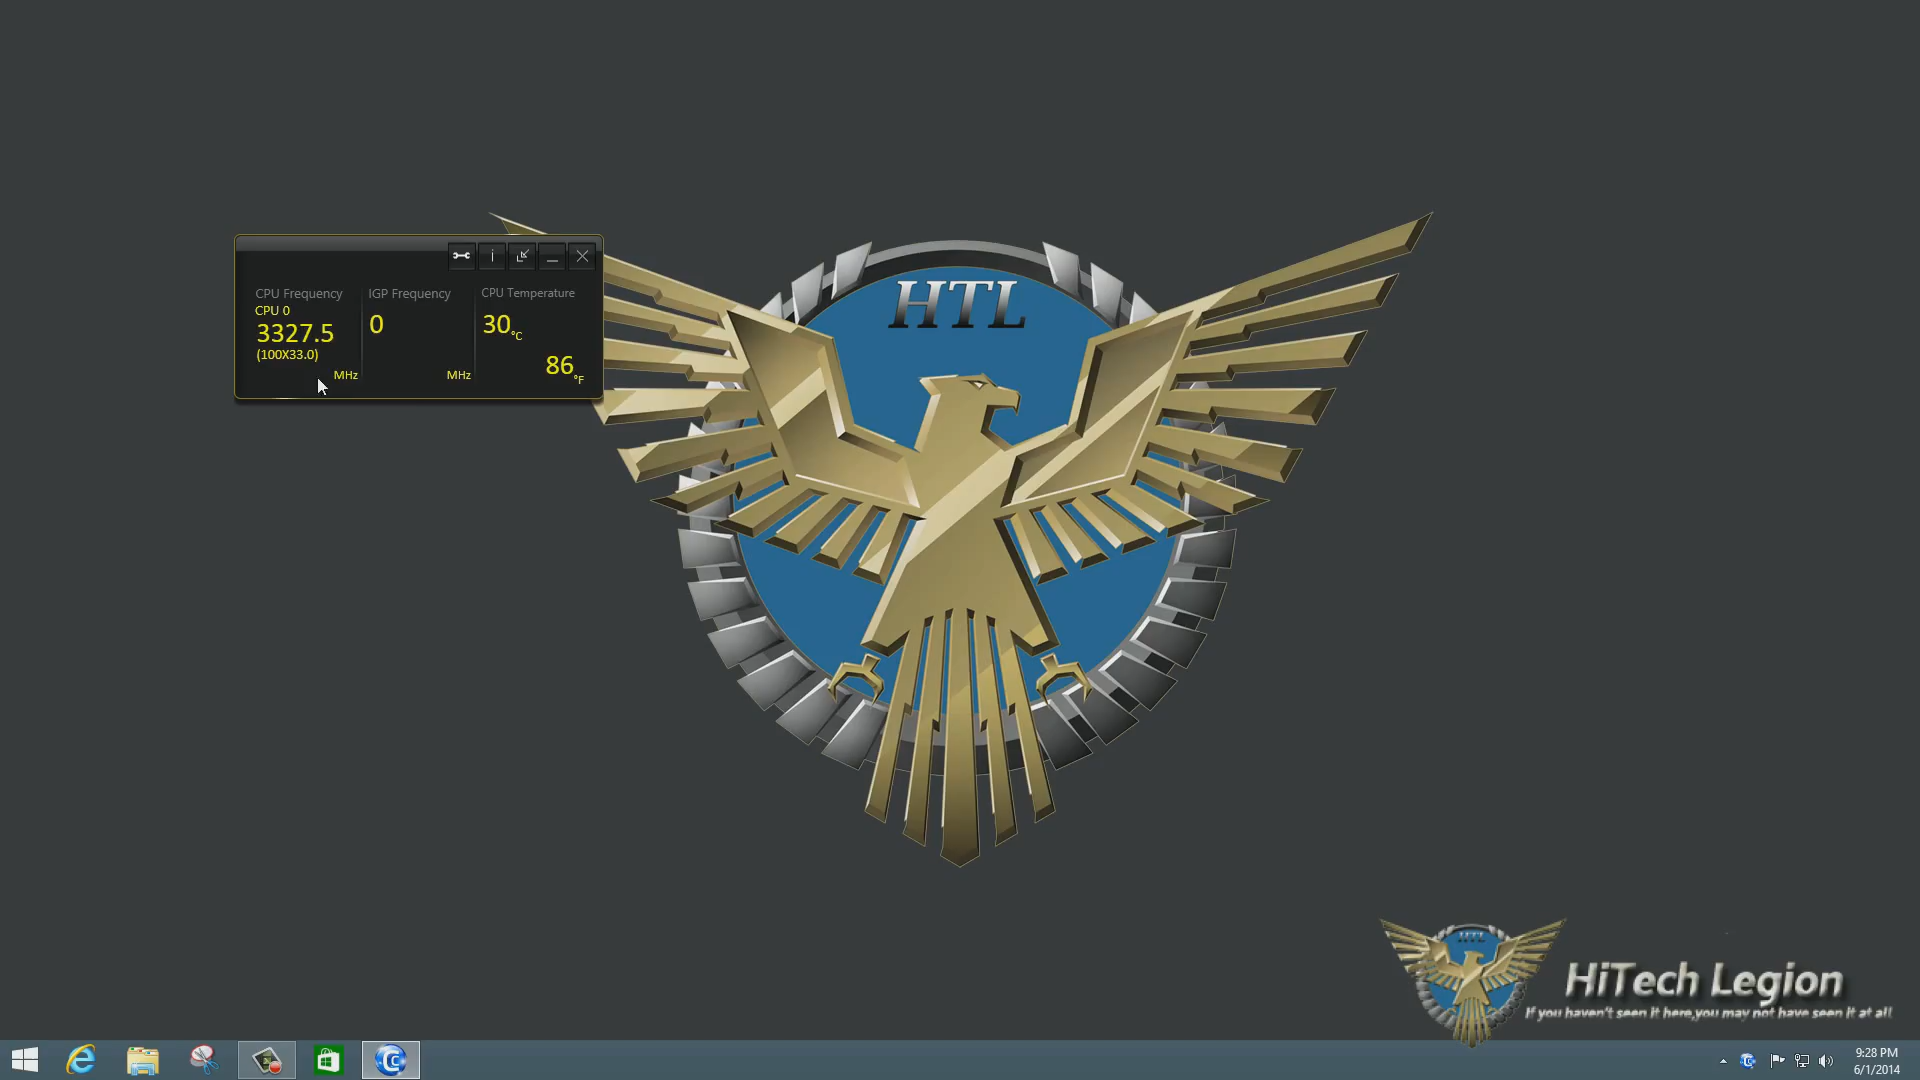 HTL
CPU Frequency
CPU 0
3327.5
(100X33.0)
MHz
IGP Frequency
0
MHz
CPU Temperature
30°C
86°F
HTL
HiTech Legion
If you haven't seen it here,you may not have seen it at all
9:28 PM
6/1/2014